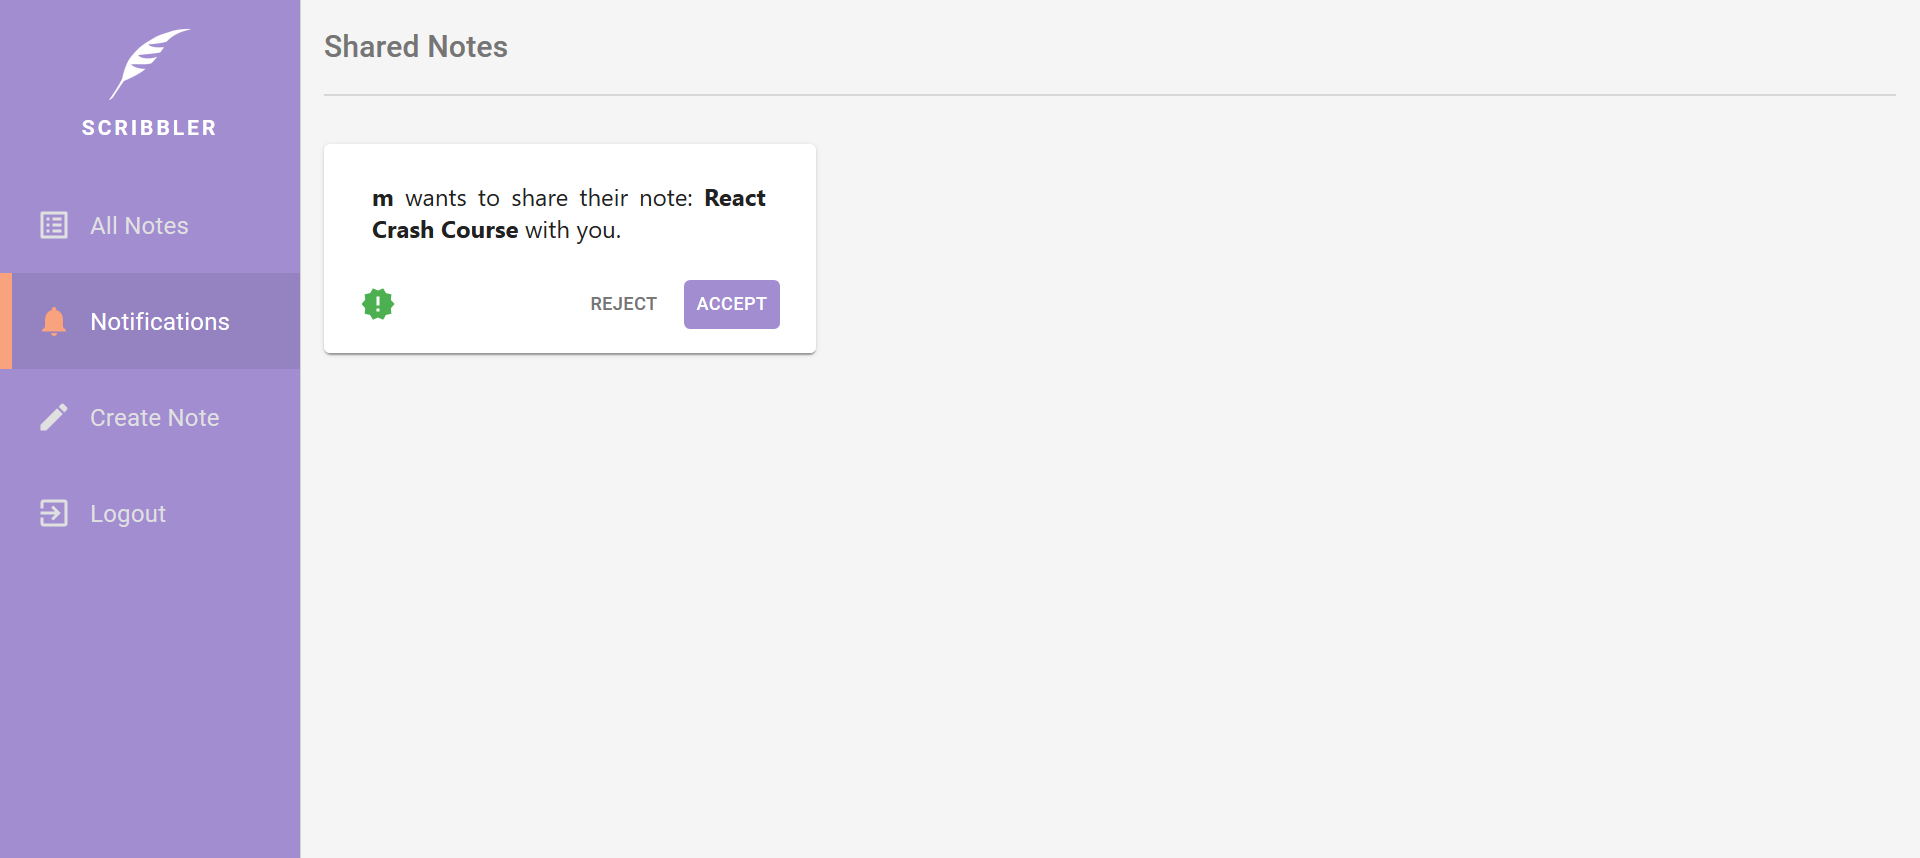 SCRIBBLER
All Notes
Notifications
Create Note
Logout
Shared Notes
m wants to share their note: React
Crash Course with you.
REJECT
ACCEPT